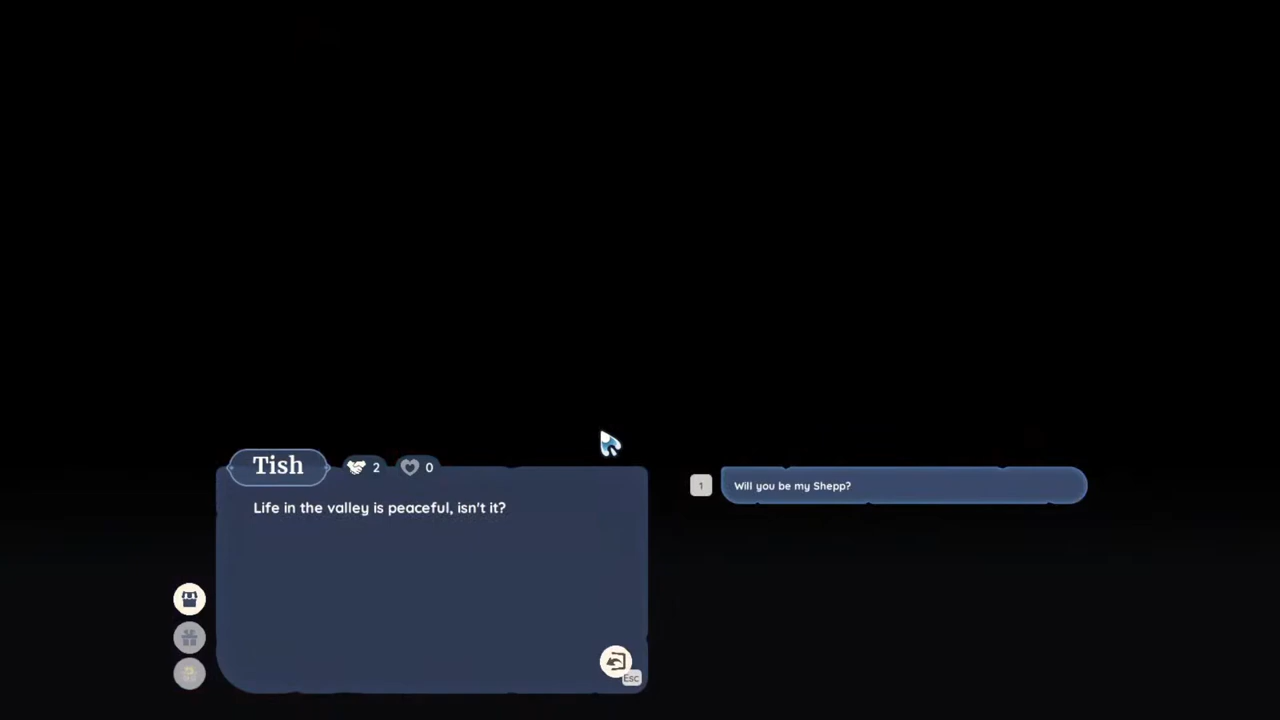 Tish
2
0
Life in the valley is peaceful, isn't it?
Esc
1
Will you be my Shepp?